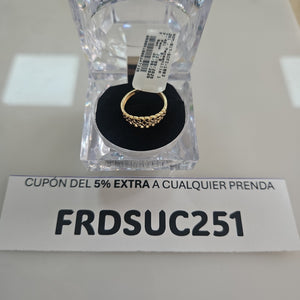 CUPÓN DEL 5% EXTRA A CUALQUIER PRENDA
FRDSUC251